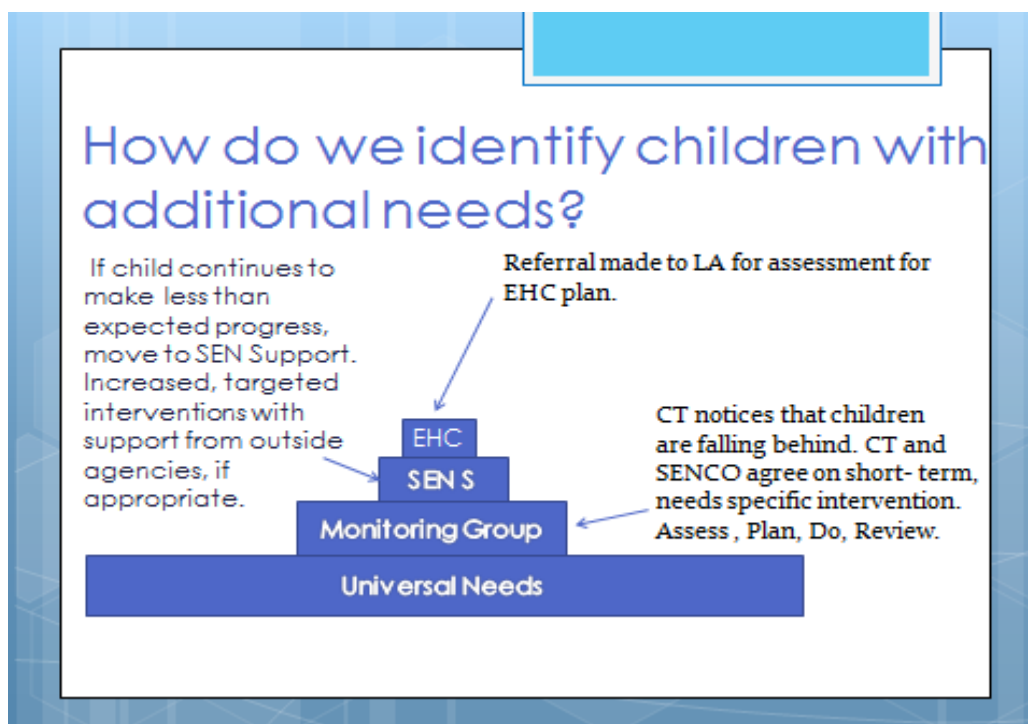 How do we identify children with
additional needs?
If child continues to
make less than
expected progress,
move to SEN Support.
Increased, targeted
interventions with
support from outside
agencies, if
appropriate.
Referral made to LA for assessment for
EHC plan.
CT notices that children
are falling behind. CT and
SENCO agree on short- term,
needs specific intervention.
Assess , Plan, Do, Review.
EHC
SEN S
Monitoring Group
Universal Needs